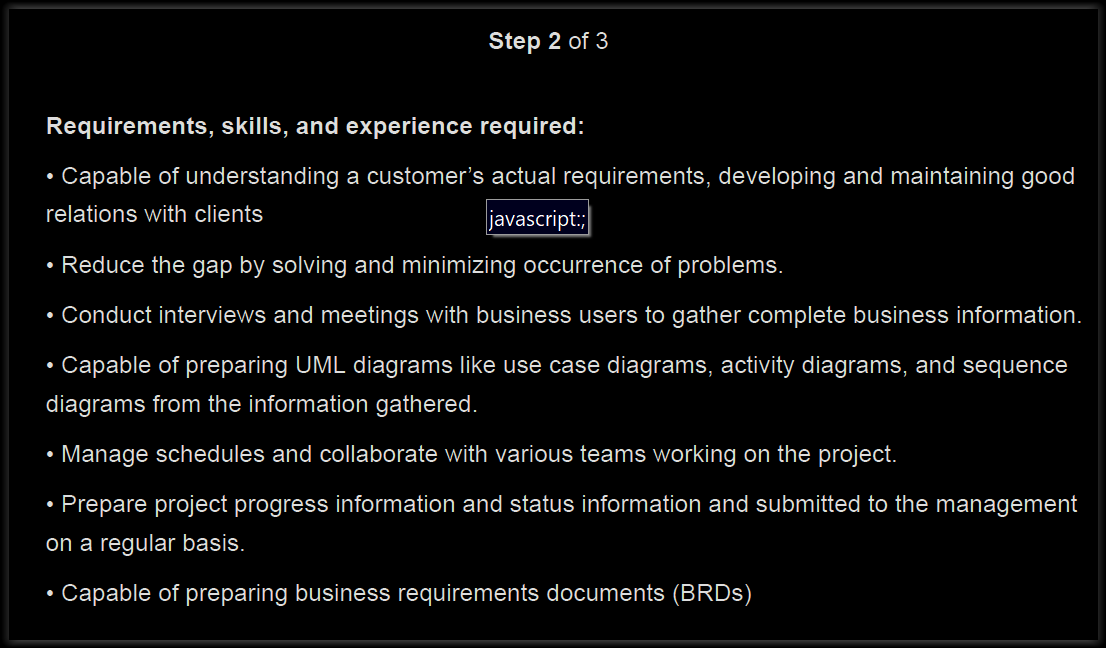 Step 2 of 3
Requirements, skills, and experience required:
• Capable of understanding a customer’s actual requirements, developing and maintaining good
relations with clients
javascript:;
• Reduce the gap by solving and minimizing occurrence of problems.
• Conduct interviews and meetings with business users to gather complete business information.
• Capable of preparing UML diagrams like use case diagrams, activity diagrams, and sequence
diagrams from the information gathered.
• Manage schedules and collaborate with various teams working on the project.
• Prepare project progress information and status information and submitted to the management
on a regular basis.
• Capable of preparing business requirements documents (BRDs)